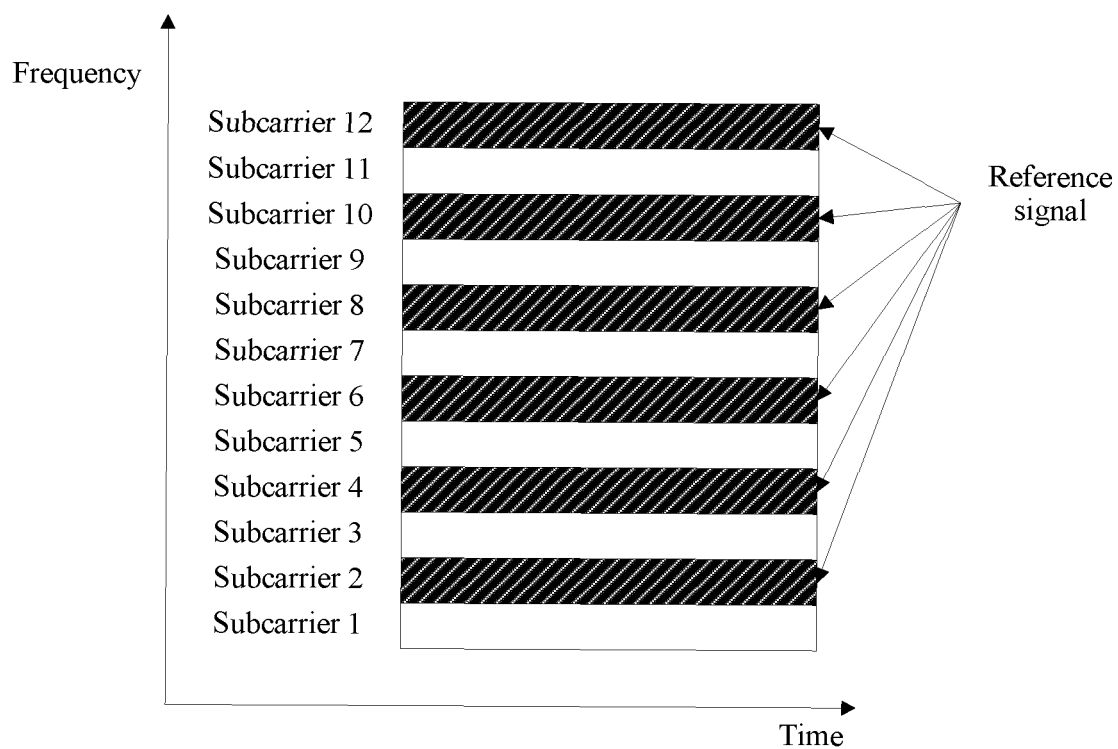 Frequency
Subcarrier 12
Subcarrier 11
Subcarrier 10
Subcarrier 9
Subcarrier 8
Subcarrier 7
Subcarrier 6
Subcarrier 5
Subcarrier 4
Subcarrier 3
Subcarrier 2
Subcarrier 1
Reference
signal
Time